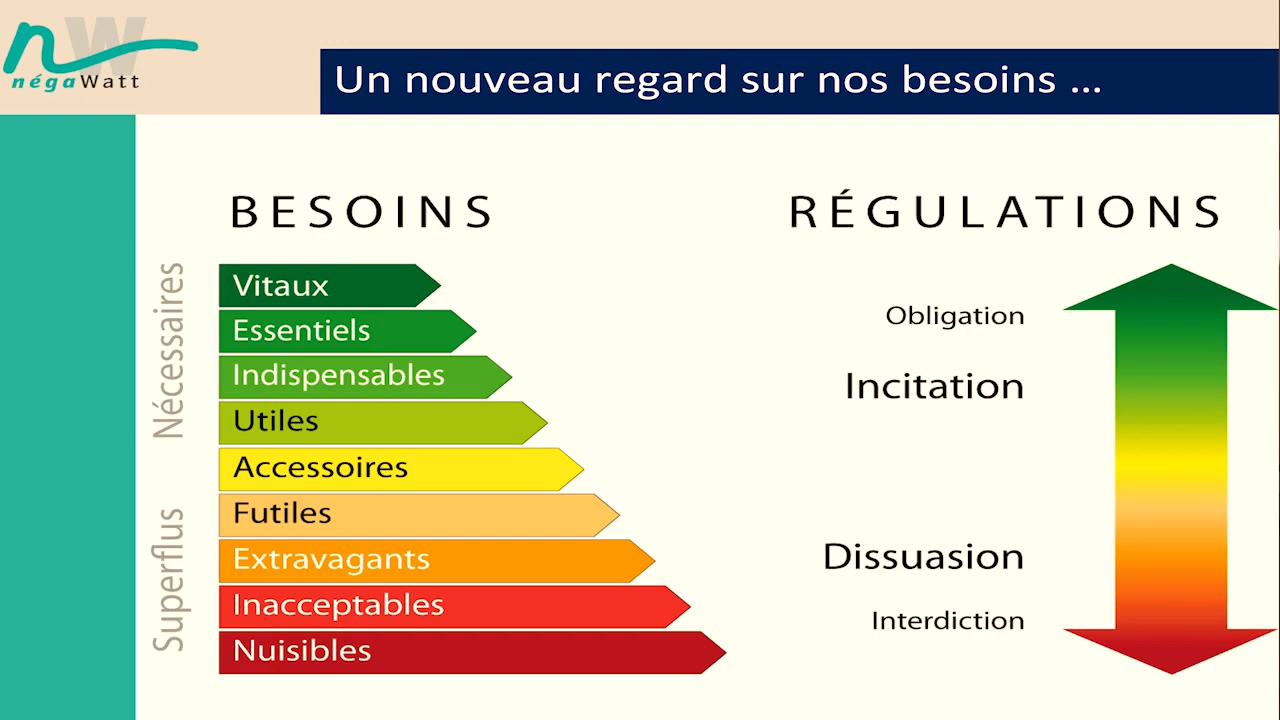 nW
négaWatt
Un nouveau regard sur nos besoins ...
BESOINS
RÉGULATIONS
Nécessaires
Superflus
Vitaux
Essentiels
Indispensables
Utiles
Accessoires
Futiles
Extravagants
Inacceptables
Nuisibles
Obligation
Incitation
Dissuasion
Interdiction